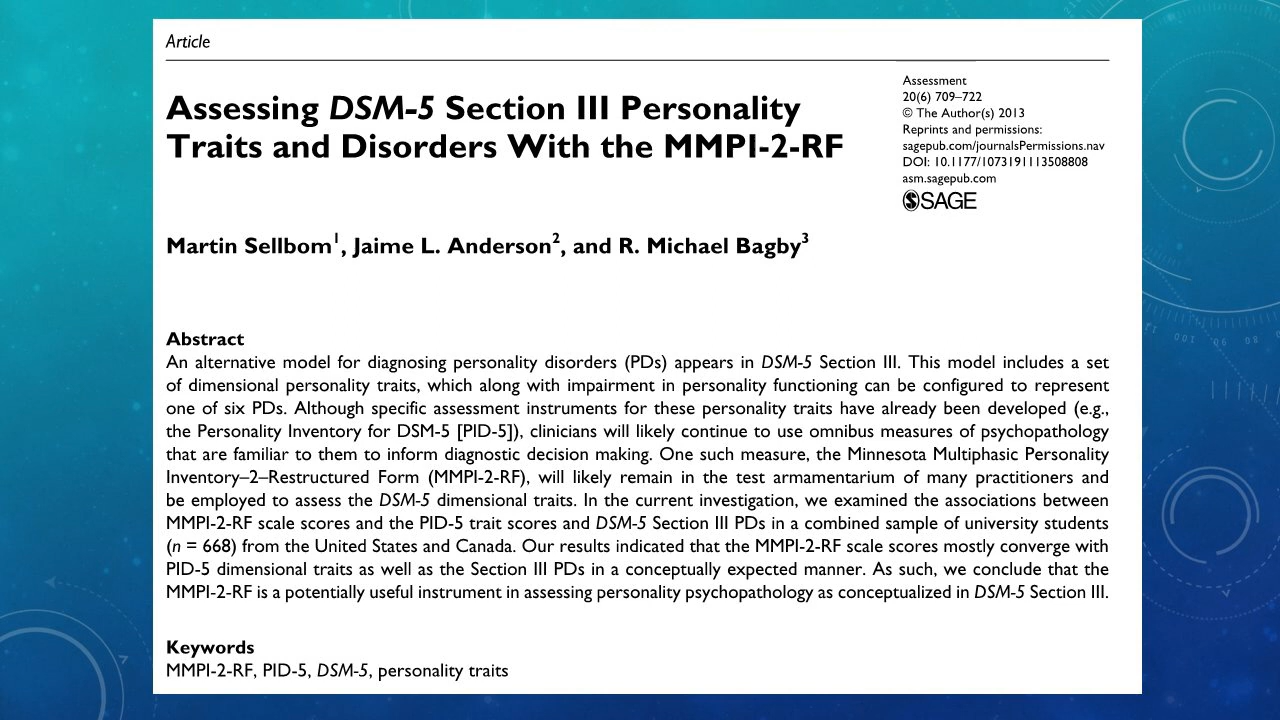 Article
Assessing DSM-5 Section III Personality
Traits and Disorders With the MMPI-2-RF
Assessment
20(6) 709–722
© The Author(s) 2013
Reprints and permissions:
sagepub.com/journalsPermissions.nav
DOI: 10.1177/1073191113508808
asm.sagepub.com
SAGE
Martin Sellbom1, Jaime L. Anderson2, and R. Michael Bagby3
Abstract
An alternative model for diagnosing personality disorders (PDs) appears in DSM-5 Section III. This model includes a set
of dimensional personality traits, which along with impairment in personality functioning can be configured to represent
one of six PDs. Although specific assessment instruments for these personality traits have already been developed (e.g.,
the Personality Inventory for DSM-5 [PID-5]), clinicians will likely continue to use omnibus measures of psychopathology
that are familiar to them to inform diagnostic decision making. One such measure, the Minnesota Multiphasic Personality
Inventory–2–Restructured Form (MMPI-2-RF), will likely remain in the test armamentarium of many practitioners and
be employed to assess the DSM-5 dimensional traits. In the current investigation, we examined the associations between
MMPI-2-RF scale scores and the PID-5 trait scores and DSM-5 Section III PDs in a combined sample of university students
(n = 668) from the United States and Canada. Our results indicated that the MMPI-2-RF scale scores mostly converge with
PID-5 dimensional traits as well as the Section III PDs in a conceptually expected manner. As such, we conclude that the
MMPI-2-RF is a potentially useful instrument in assessing personality psychopathology as conceptualized in DSM-5 Section III.
Keywords
MMPI-2-RF, PID-5, DSM-5, personality traits